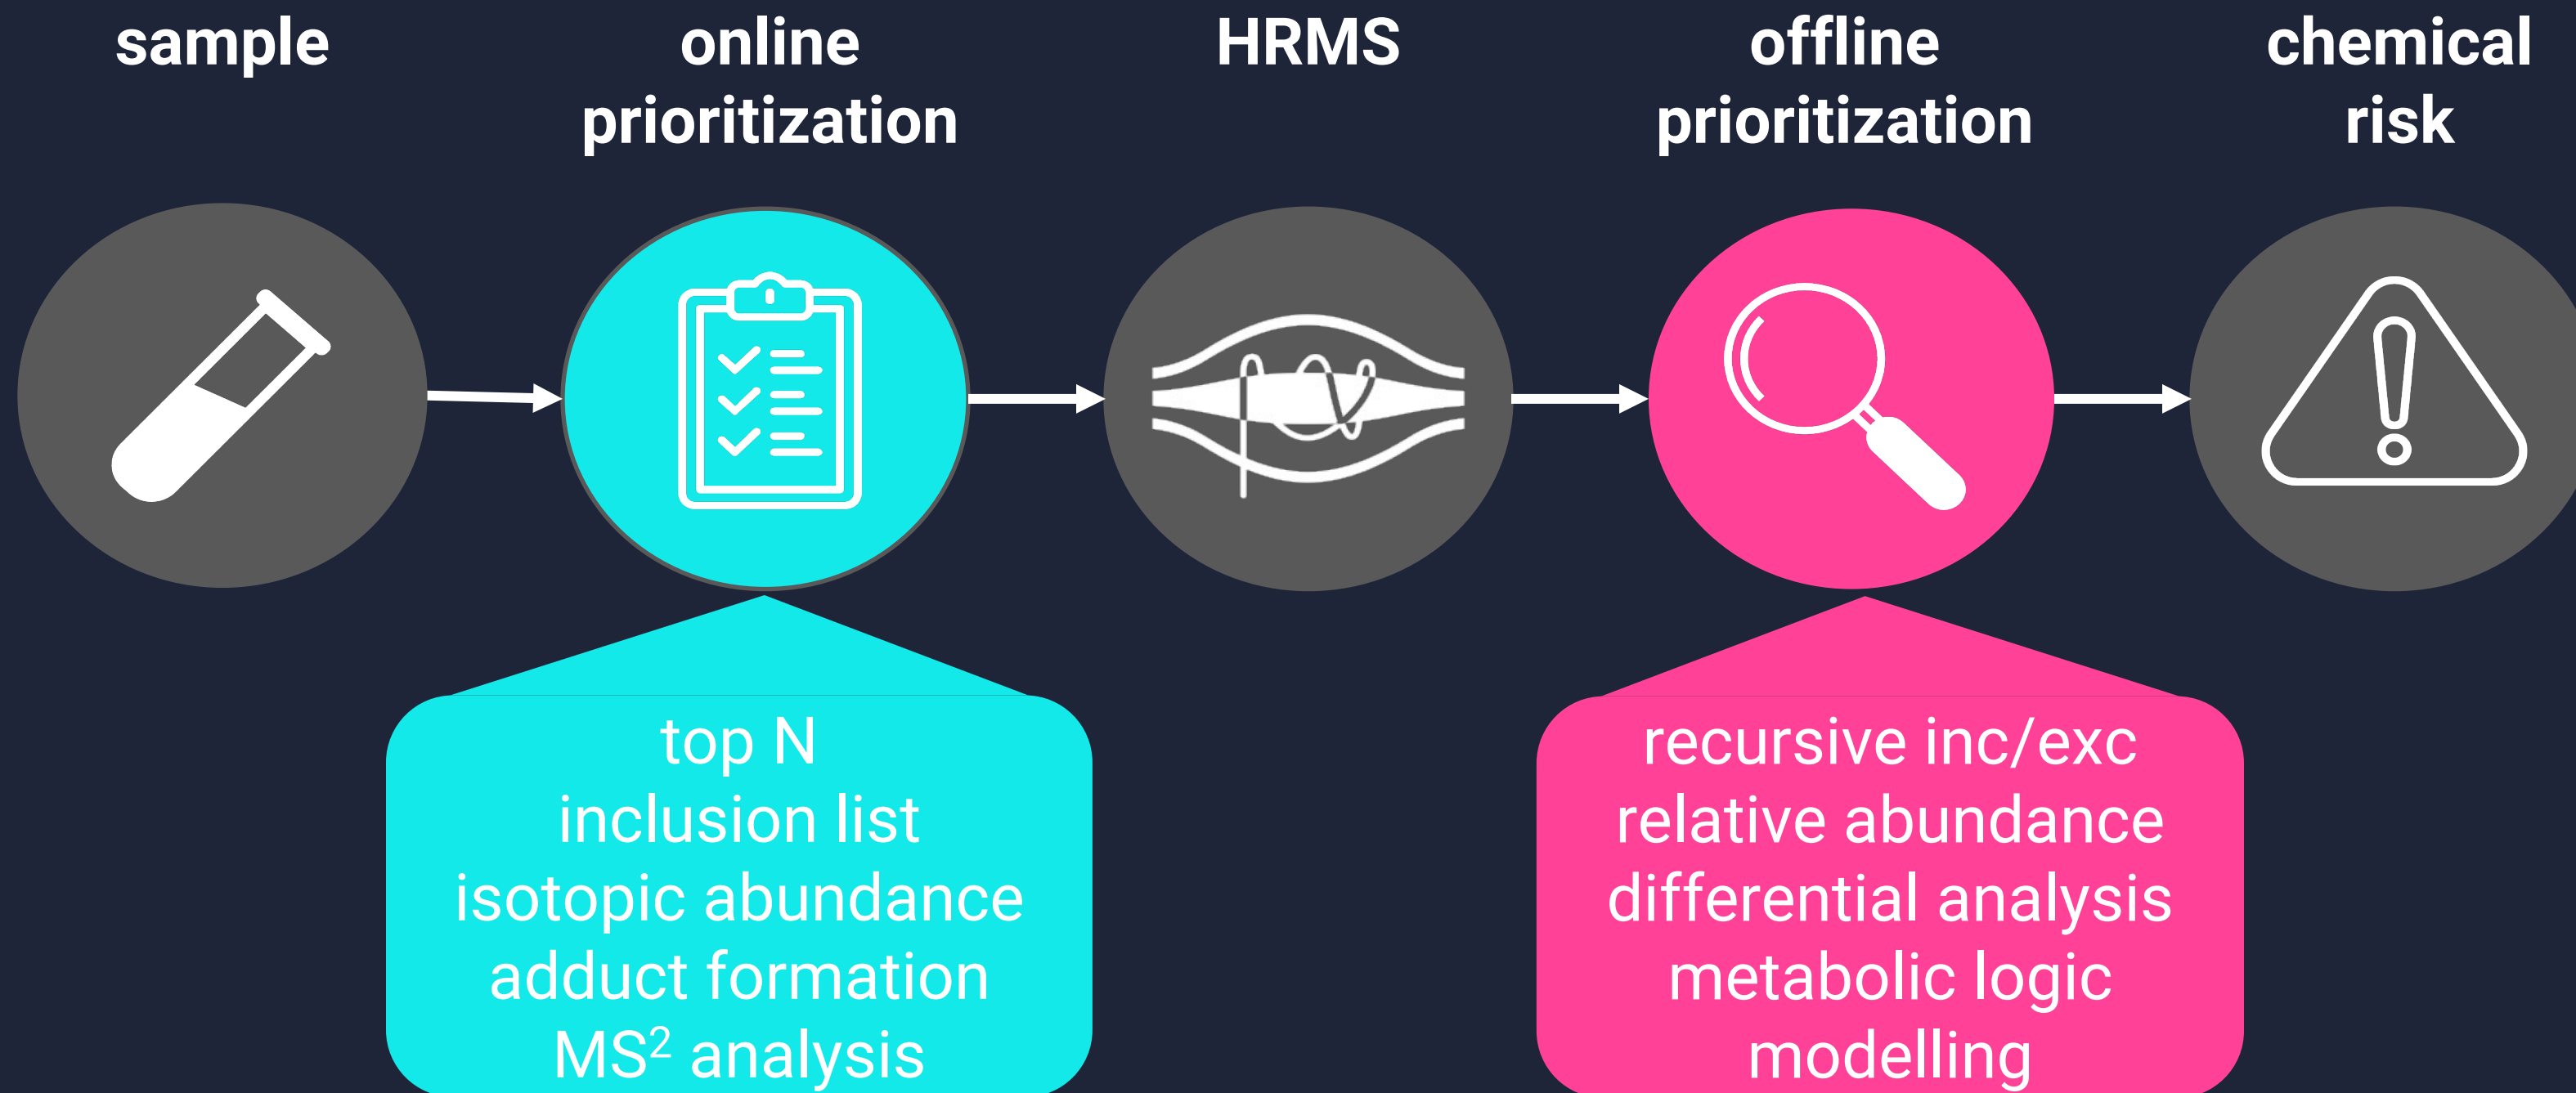 sample
online
prioritization
HRMS
offline
prioritization
chemical
risk
top N
inclusion list
isotopic abundance
adduct formation
MS² analysis
recursive inc/exc
relative abundance
differential analysis
metabolic logic
modelling